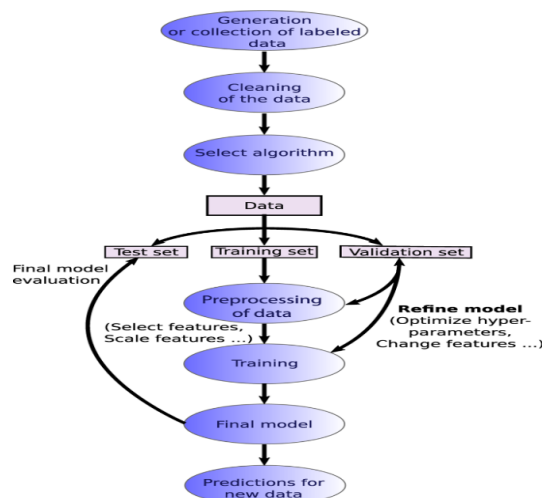 Generation
or collection of labeled
data
Cleaning
of the data
Select algorithm
Data
Test set
Training set
Validation set
Final model
evaluation
Preprocessing
of data
Refine model
(Optimize hyper-
parameters,
Change features ...)
(Select features,
Scale features ...)
Training
Final model
Predictions for
new data